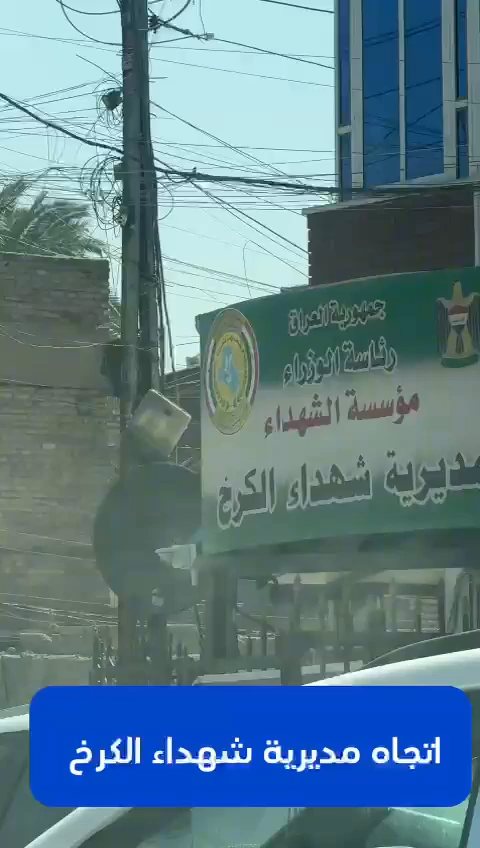 جمهورية العراق
رئاسة الوزراء
مؤسسة الشهداء
مديرية شهداء الكرخ
اتجاه مديرية شهداء الكرخ